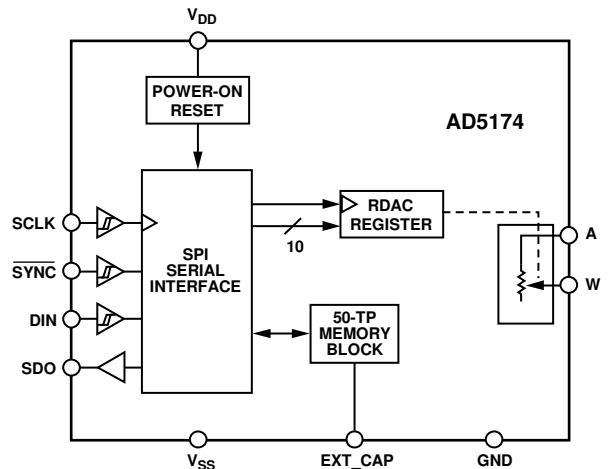 VDD
POWER-ON
RESET
AD5174
SCLK
SYNC
DIN
SDO
SPI
SERIAL
INTERFACE
10
RDAC
REGISTER
A
W
50-TP
MEMORY
BLOCK
VSS
EXT_CAP
GND